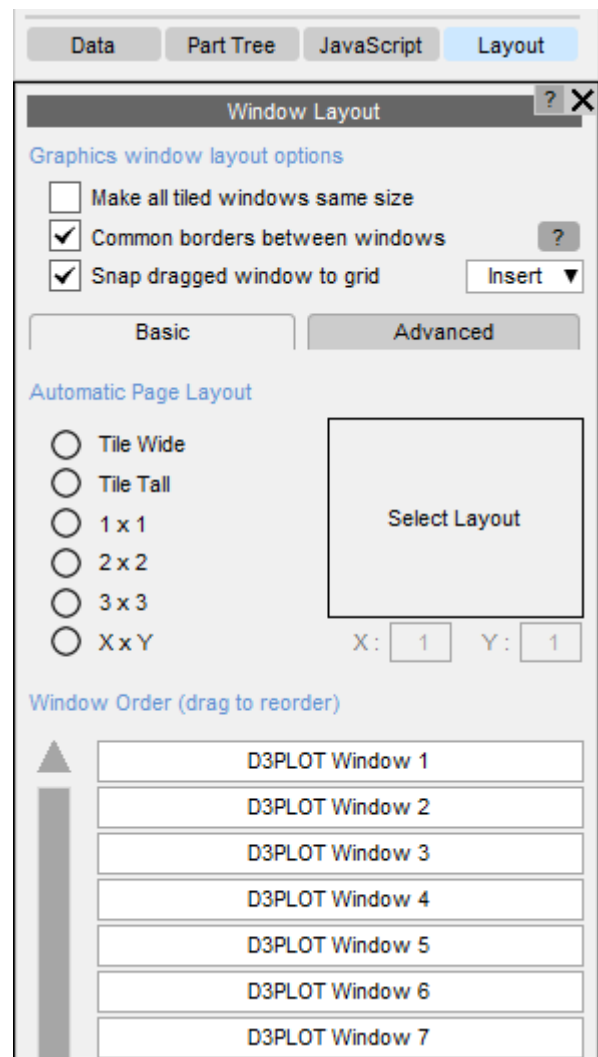 Data Part Tree JavaScript Layout
Window Layout ? X
Graphics window layout options
Make all tiled windows same size
Common borders between windows ?
Snap dragged window to grid Insert
Basic Advanced
Automatic Page Layout
Tile Wide
Tile Tall
1 x 1 Select Layout
2 x 2
3 x 3
X x Y X : 1 Y : 1
Window Order (drag to reorder)
D3PLOT Window 1
D3PLOT Window 2
D3PLOT Window 3
D3PLOT Window 4
D3PLOT Window 5
D3PLOT Window 6
D3PLOT Window 7